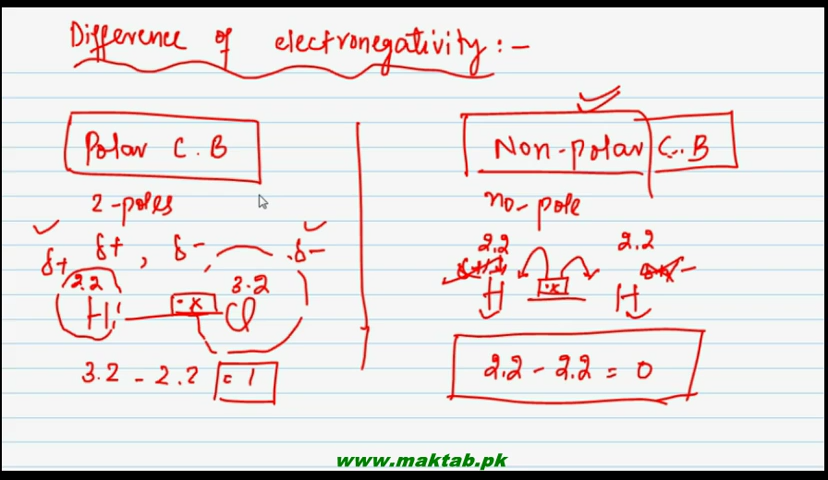 Difference of electronegativity :-
Polar C.B
2-poles
δ+ δ+ , δ- δ-
2.2 3.2
H •x Cl
3.2 - 2.2 = 1
Non-polar C.B
no-pole
2.2 2.2
H •x H
2.2 - 2.2 = 0
www.maktab.pk